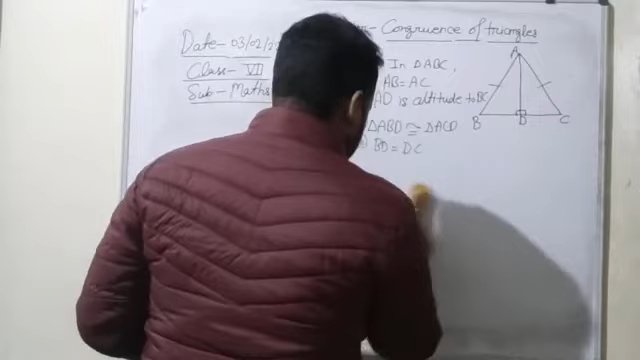 Date- 03/02/
Class- VII
Sub- Maths
Congruence of triangles
In ΔABC,
AB=AC
AD is altitude to BC
ΔABD ≅ ΔACD
BD = DC
A
B
B
C